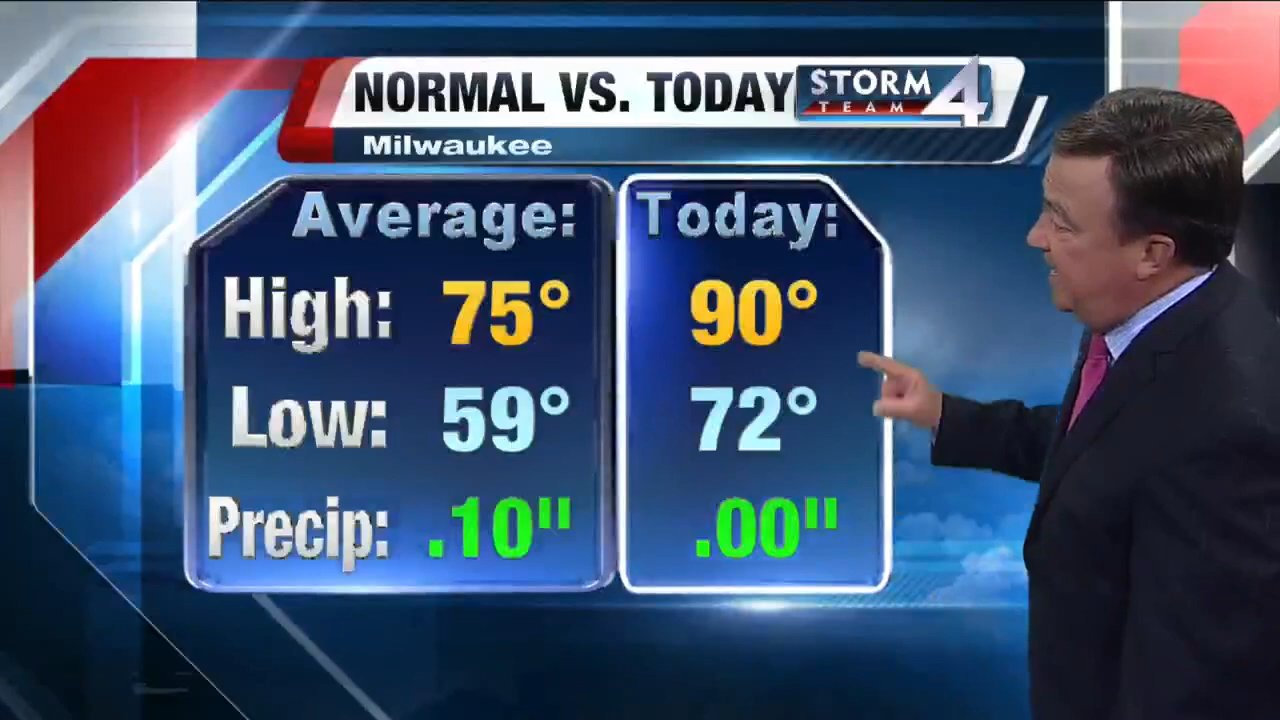 NORMAL VS. TODAY STORM TEAM 4
Milwaukee
Average: Today:
High: 75° 90°
Low: 59° 72°
Precip: .10" .00"